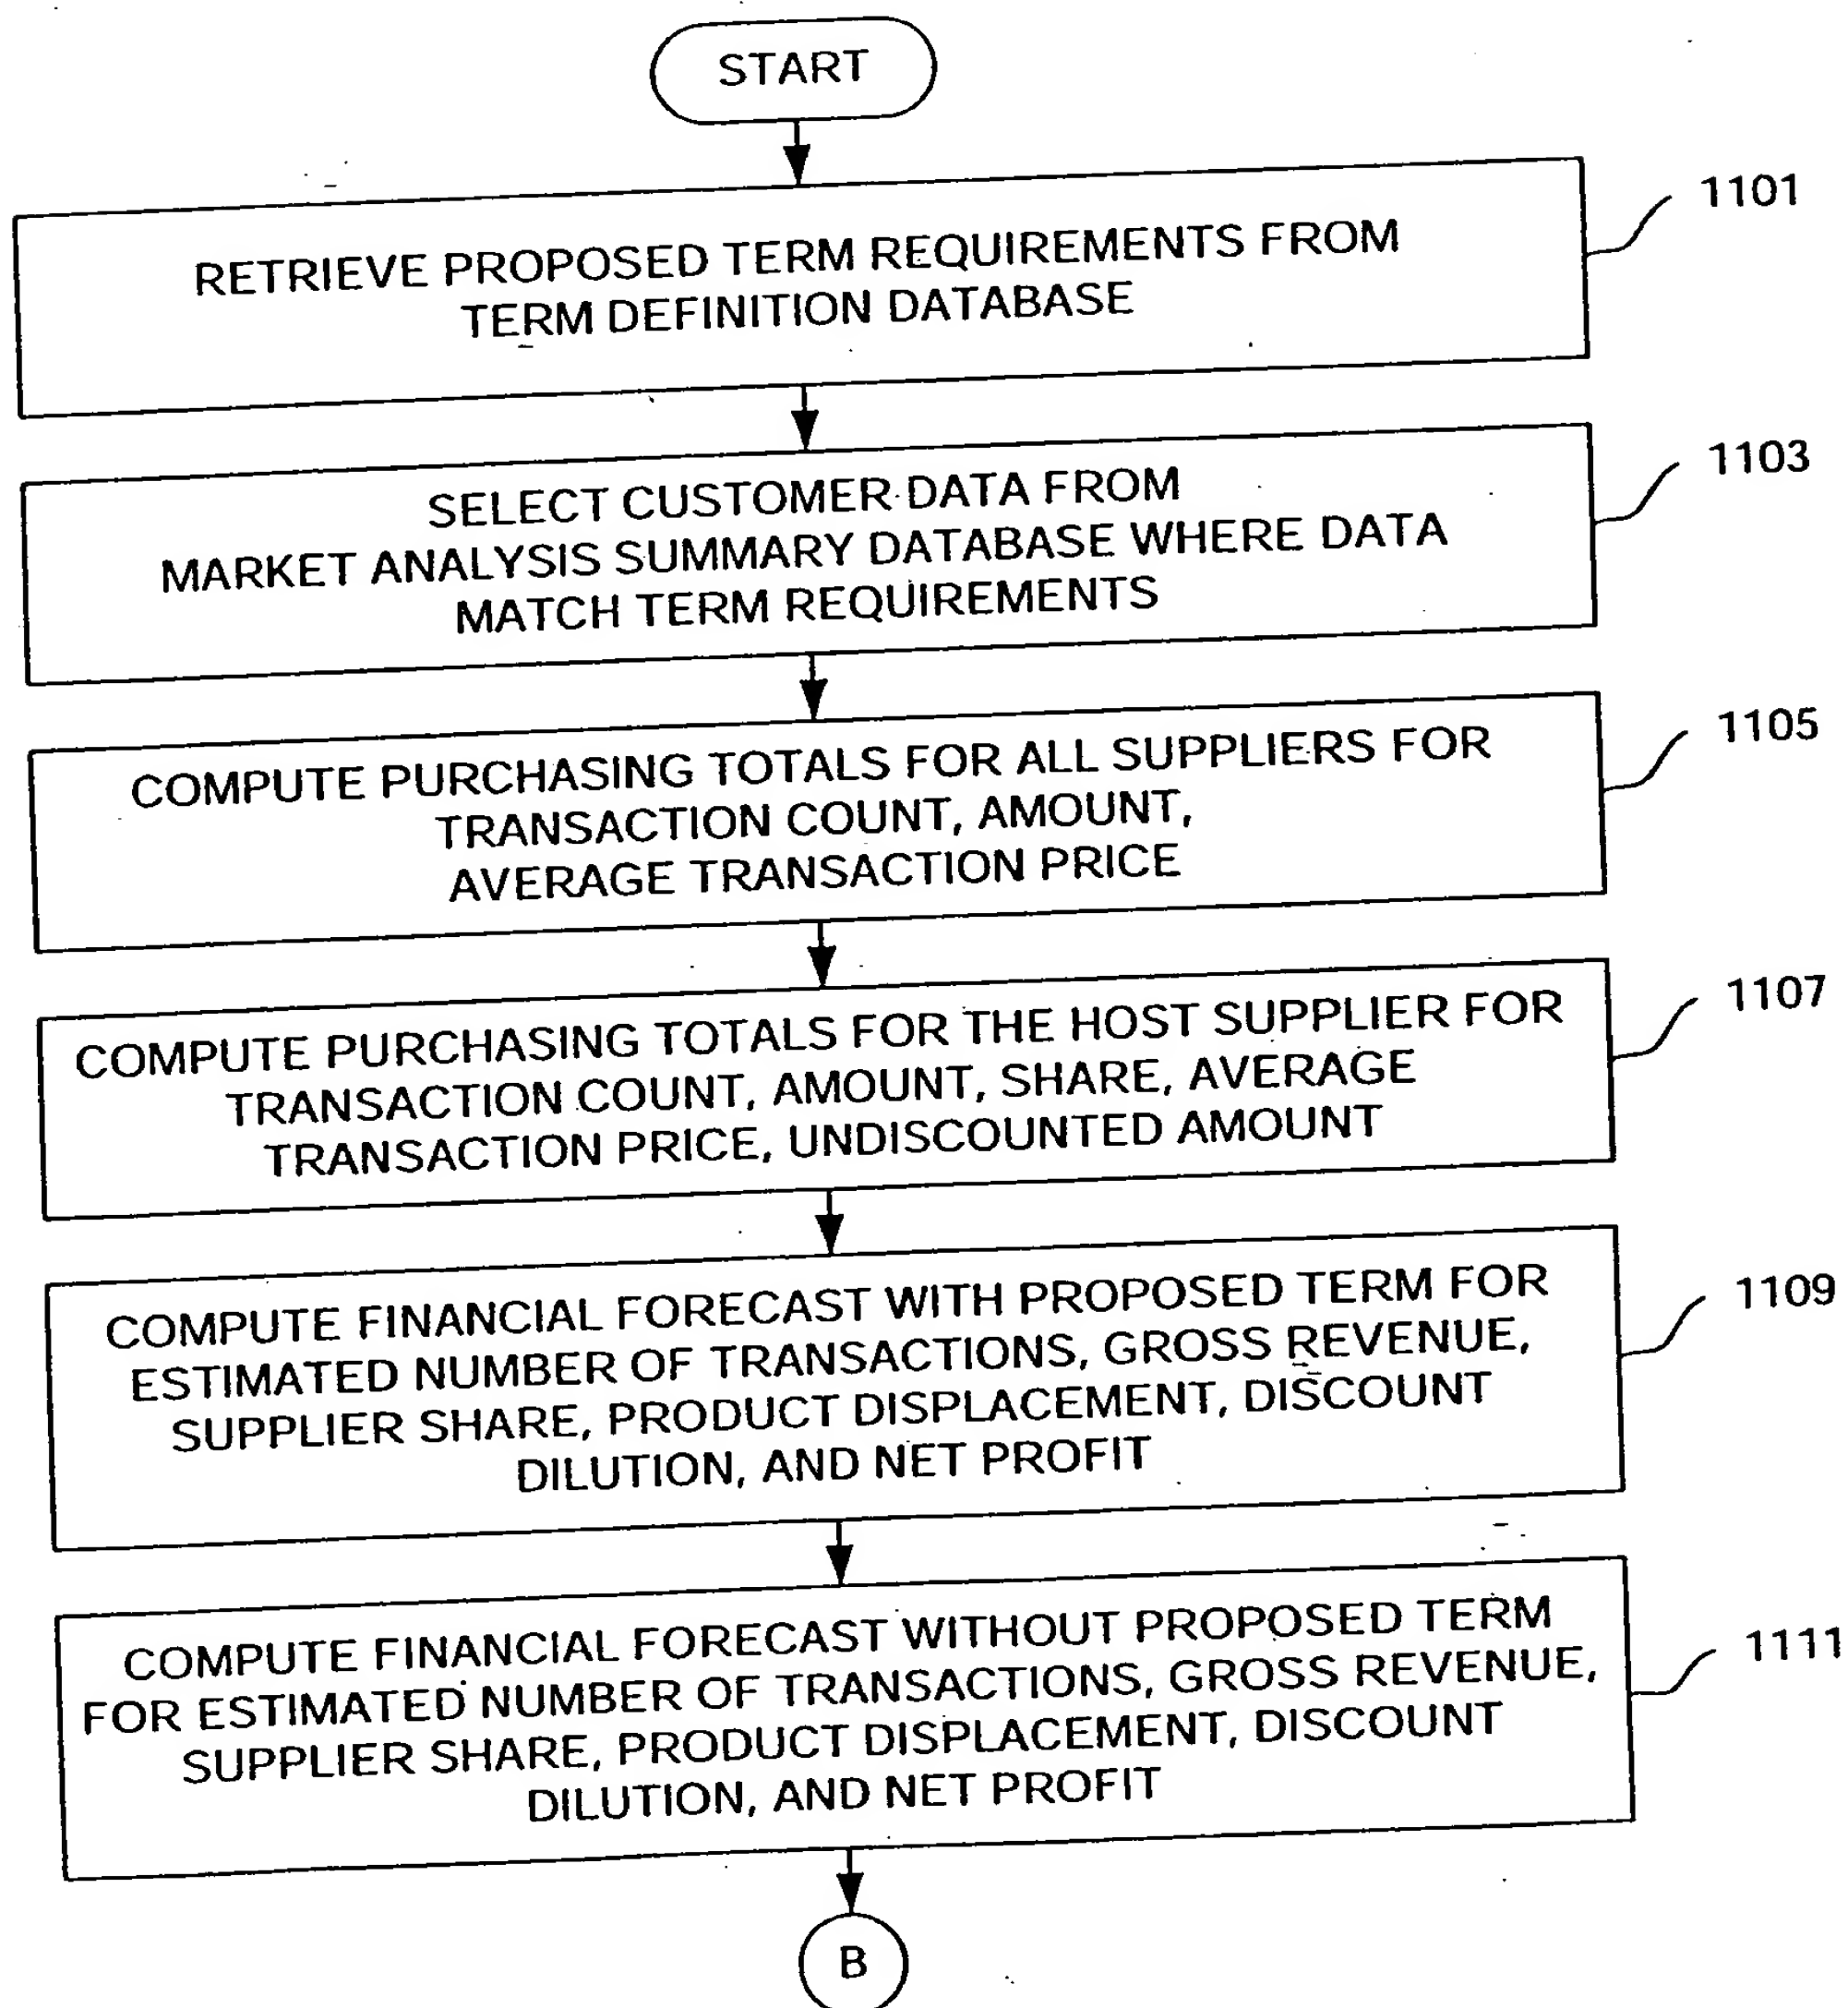 START
1101
RETRIEVE PROPOSED TERM REQUIREMENTS FROM
TERM DEFINITION DATABASE
1103
SELECT CUSTOMER DATA FROM
MARKET ANALYSIS SUMMARY DATABASE WHERE DATA
MATCH TERM REQUIREMENTS
1105
COMPUTE PURCHASING TOTALS FOR ALL SUPPLIERS FOR
TRANSACTION COUNT, AMOUNT,
AVERAGE TRANSACTION PRICE
1107
COMPUTE PURCHASING TOTALS FOR THE HOST SUPPLIER FOR
TRANSACTION COUNT, AMOUNT, SHARE, AVERAGE
TRANSACTION PRICE, UNDISCOUNTED AMOUNT
1109
COMPUTE FINANCIAL FORECAST WITH PROPOSED TERM FOR
ESTIMATED NUMBER OF TRANSACTIONS, GROSS REVENUE,
SUPPLIER SHARE, PRODUCT DISPLACEMENT, DISCOUNT
DILUTION, AND NET PROFIT
1111
COMPUTE FINANCIAL FORECAST WITHOUT PROPOSED TERM
FOR ESTIMATED NUMBER OF TRANSACTIONS, GROSS REVENUE,
SUPPLIER SHARE, PRODUCT DISPLACEMENT, DISCOUNT
DILUTION, AND NET PROFIT
B